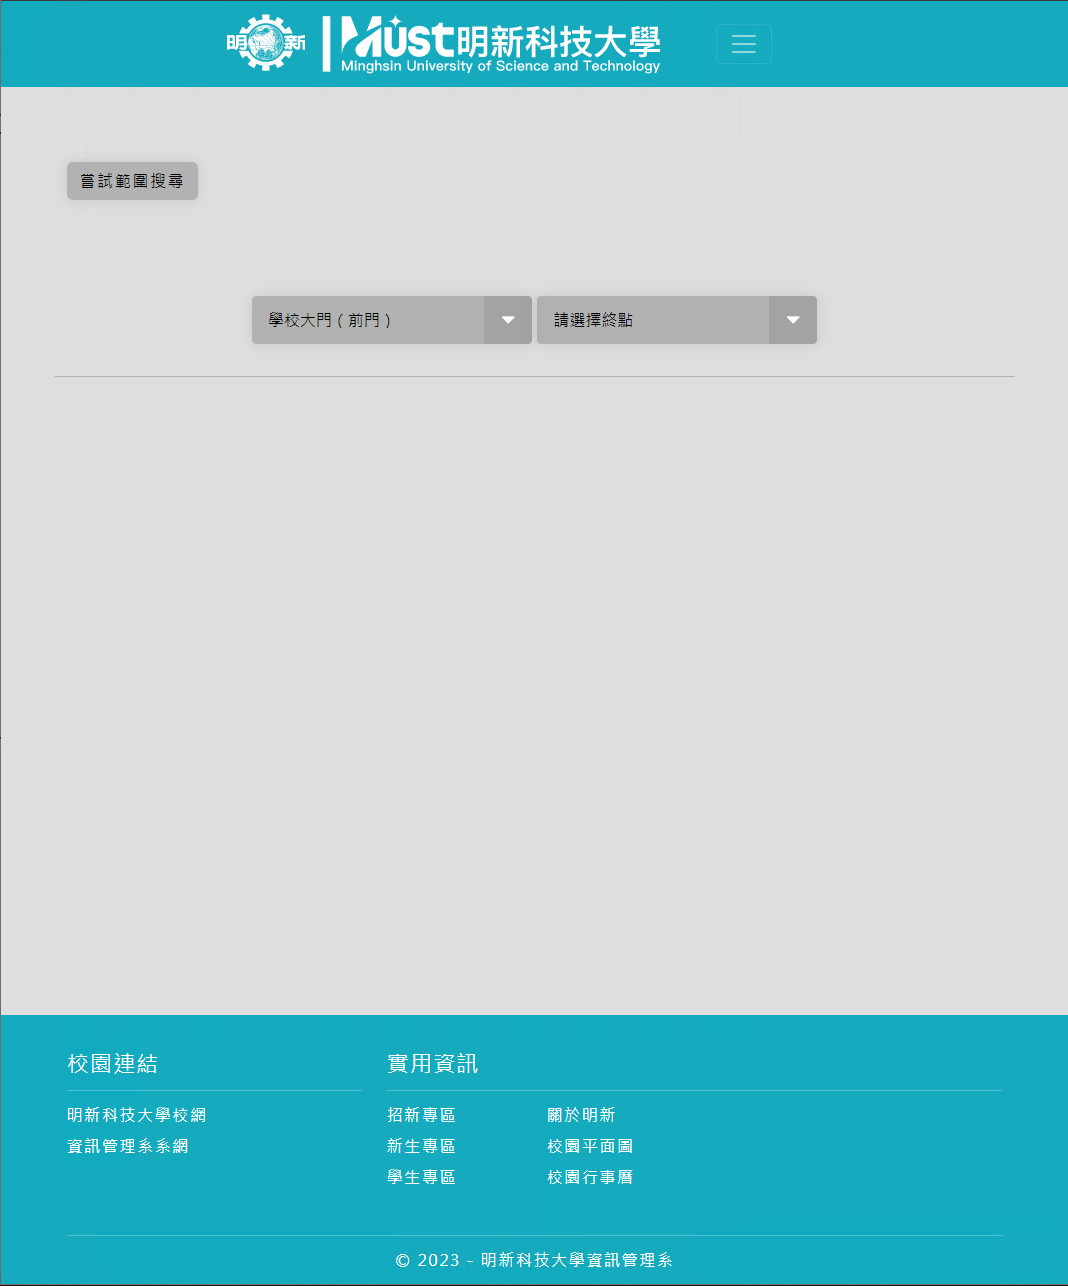 明 新 Must明新科技大學
Minghsin University of Science and Technology
嘗試範圍搜尋
學校大門 ( 前門 ) 請選擇終點
校園連結 實用資訊
明新科技大學校網 招新專區 關於明新
資訊管理系系網 新生專區 校園平面圖
學生專區 校園行事曆
© 2023 - 明新科技大學資訊管理系